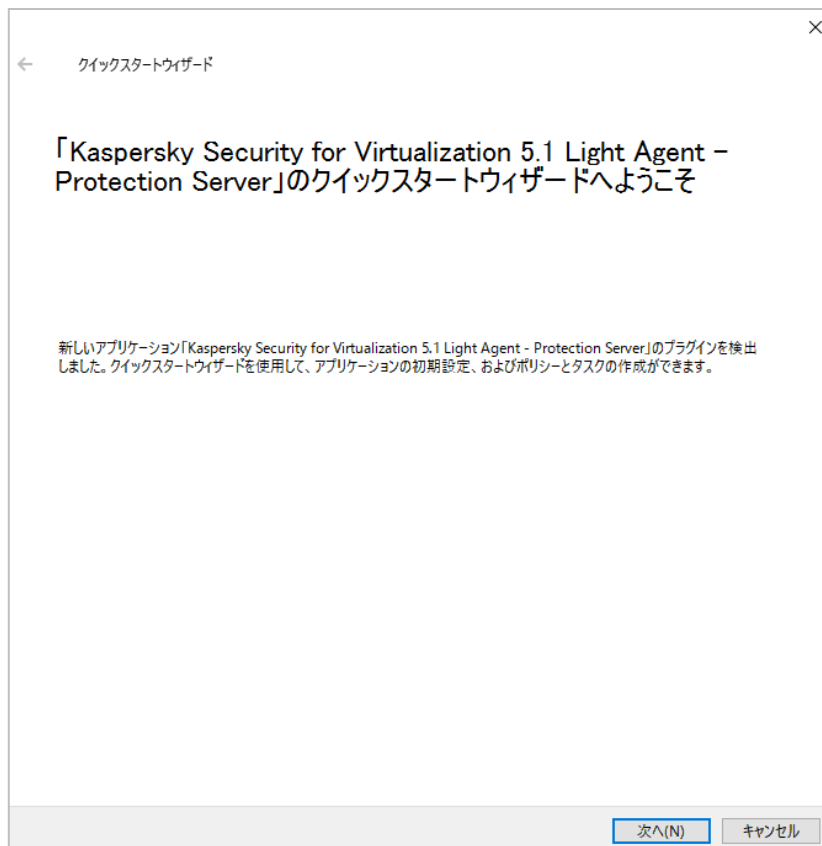 クイックスタートウィザード
「Kaspersky Security for Virtualization 5.1 Light Agent –
Protection Server」のクイックスタートウィザードへようこそ
新しいアプリケーション「Kaspersky Security for Virtualization 5.1 Light Agent - Protection Server」のプラグインを検出
しました。クイックスタートウィザードを使用して、アプリケーションの初期設定、およびポリシーとタスクの作成ができます。
次へ(N) キャンセル